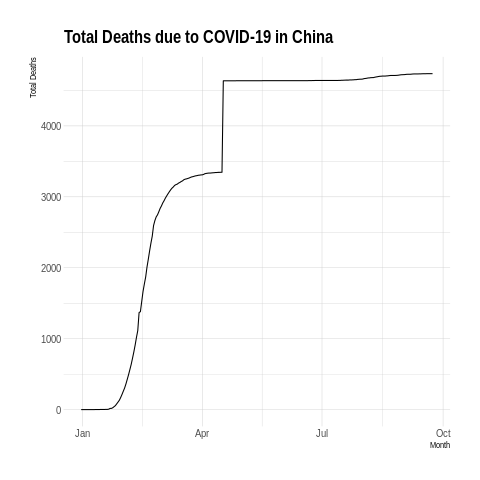 Total Deaths due to COVID-19 in China
Total Deaths
4000
3000
2000
1000
0
Jan Apr Jul Oct
Month